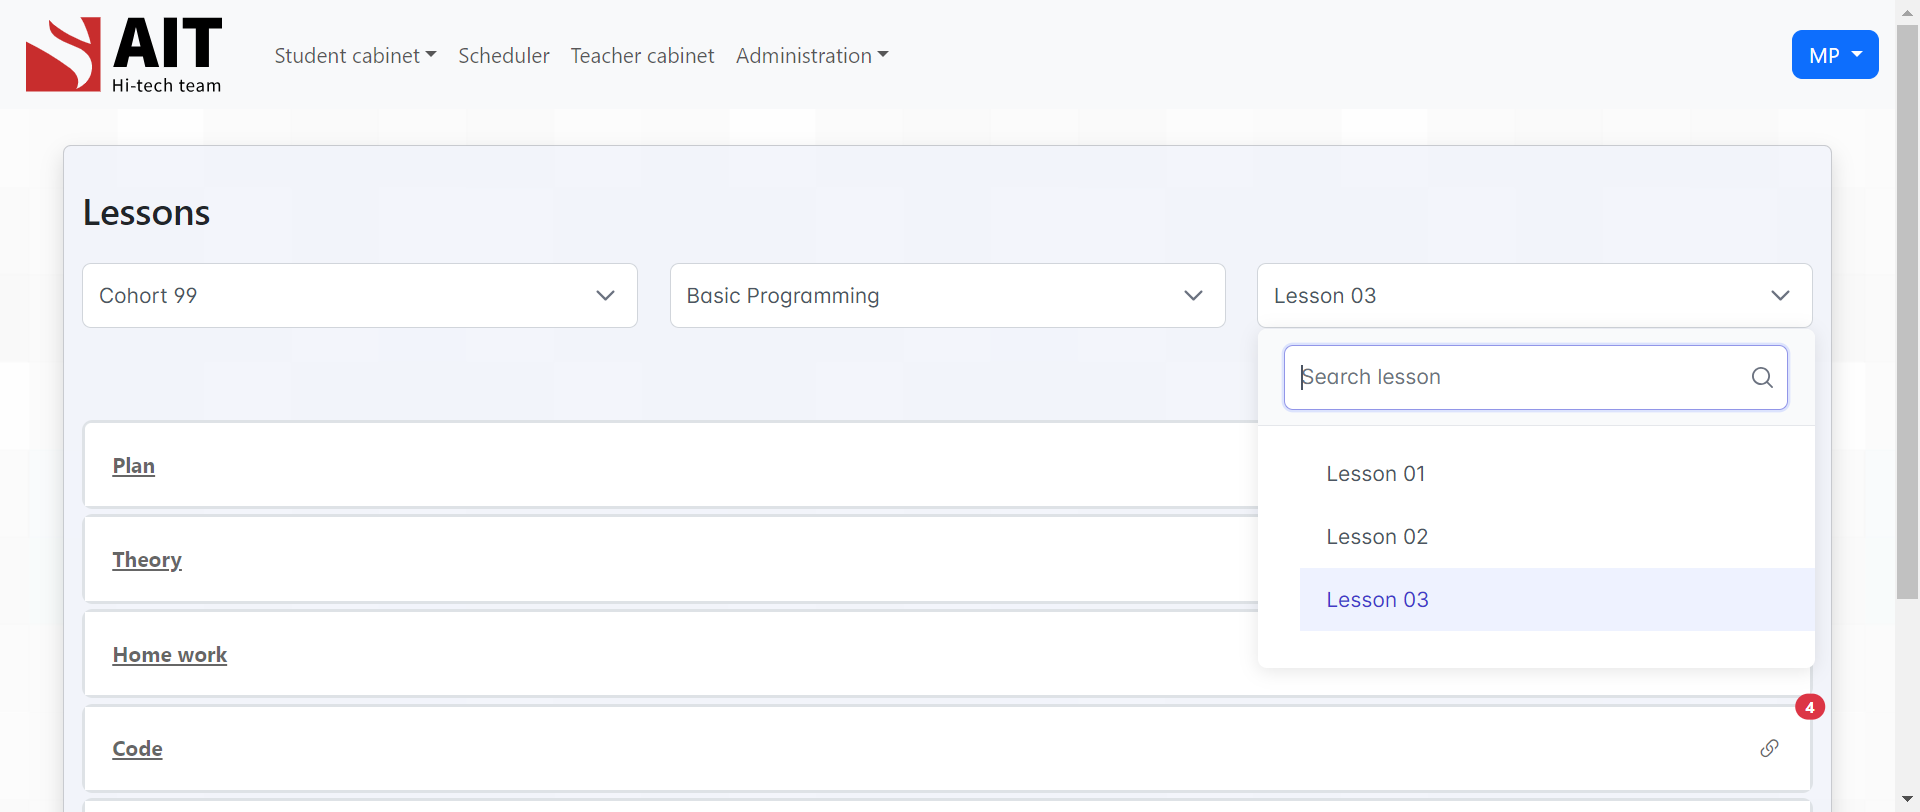 AIT
Hi-tech team
Student cabinet
Scheduler
Teacher cabinet
Administration
MP
Lessons
Cohort 99
Basic Programming
Lesson 03
Search lesson
Lesson 01
Lesson 02
Lesson 03
Plan
Theory
Home work
4
Code